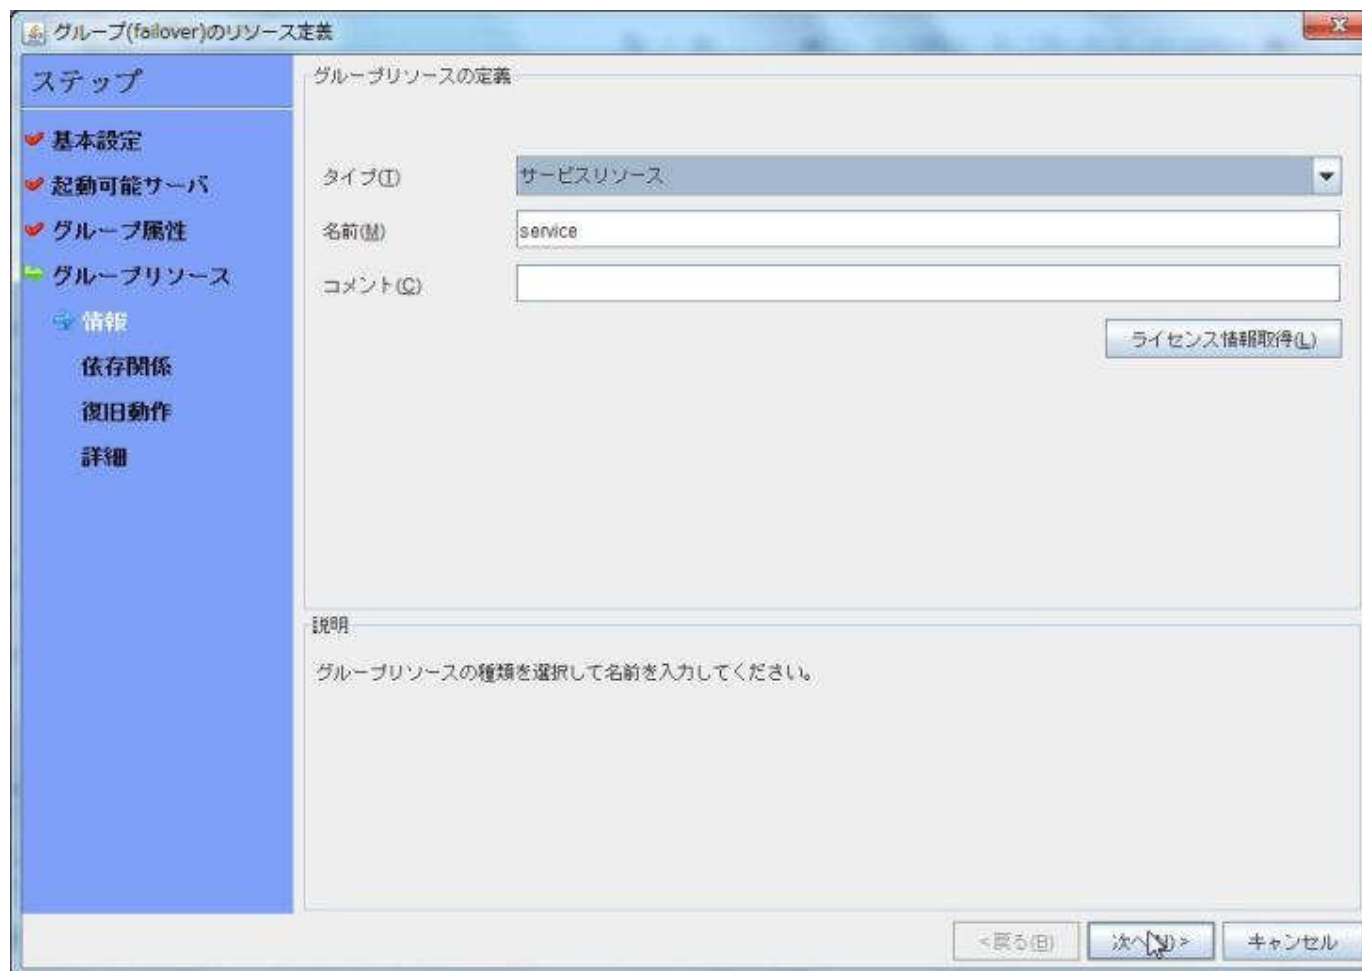 グループ(failover)のリソース定義
ステップ
基本設定
起動可能サーバ
グループ属性
グループリソース
情報
依存関係
復旧動作
詳細
グループリソースの定義
タイプ(T)
サービスリソース
名前(M)
service
コメント(C)
ライセンス情報取得(L)
説明
グループリソースの種類を選択して名前を入力してください。
<戻る(B)
次へ(N)>
キャンセル